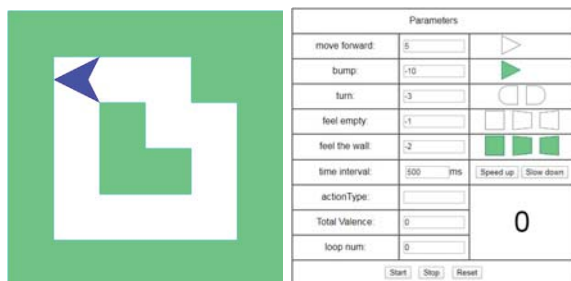 Parameters
move forward: 5
bump: -10
turn: -3
feel empty: -1
feel the wall: -2
time interval: 500 ms Speed up Slow down
actionType:
Total Valence: 0
0
loop num: 0
Start Stop Reset